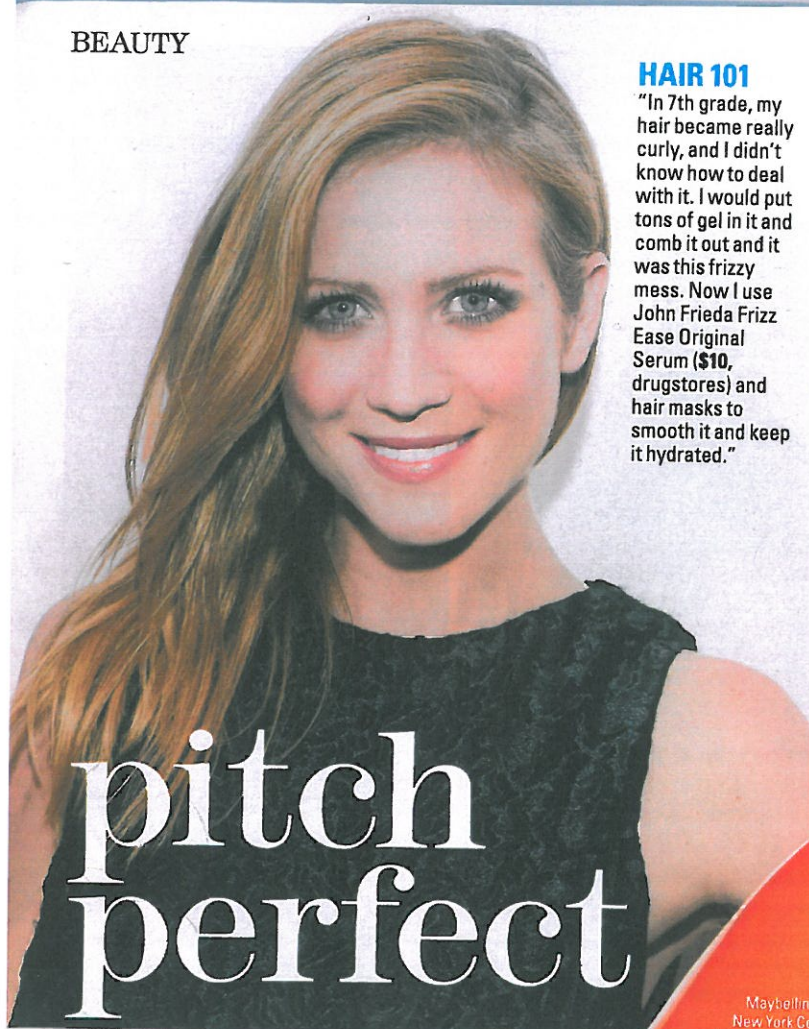 BEAUTY
HAIR 101
"In 7th grade, my
hair became really
curly, and I didn't
know how to deal
with it. I would put
tons of gel in it and
comb it out and it
was this frizzy
mess. Now I use
John Frieda Frizz
Ease Original
Serum ($10,
drugstores) and
hair masks to
smooth it and keep
it hydrated."
pitch
perfect
New York